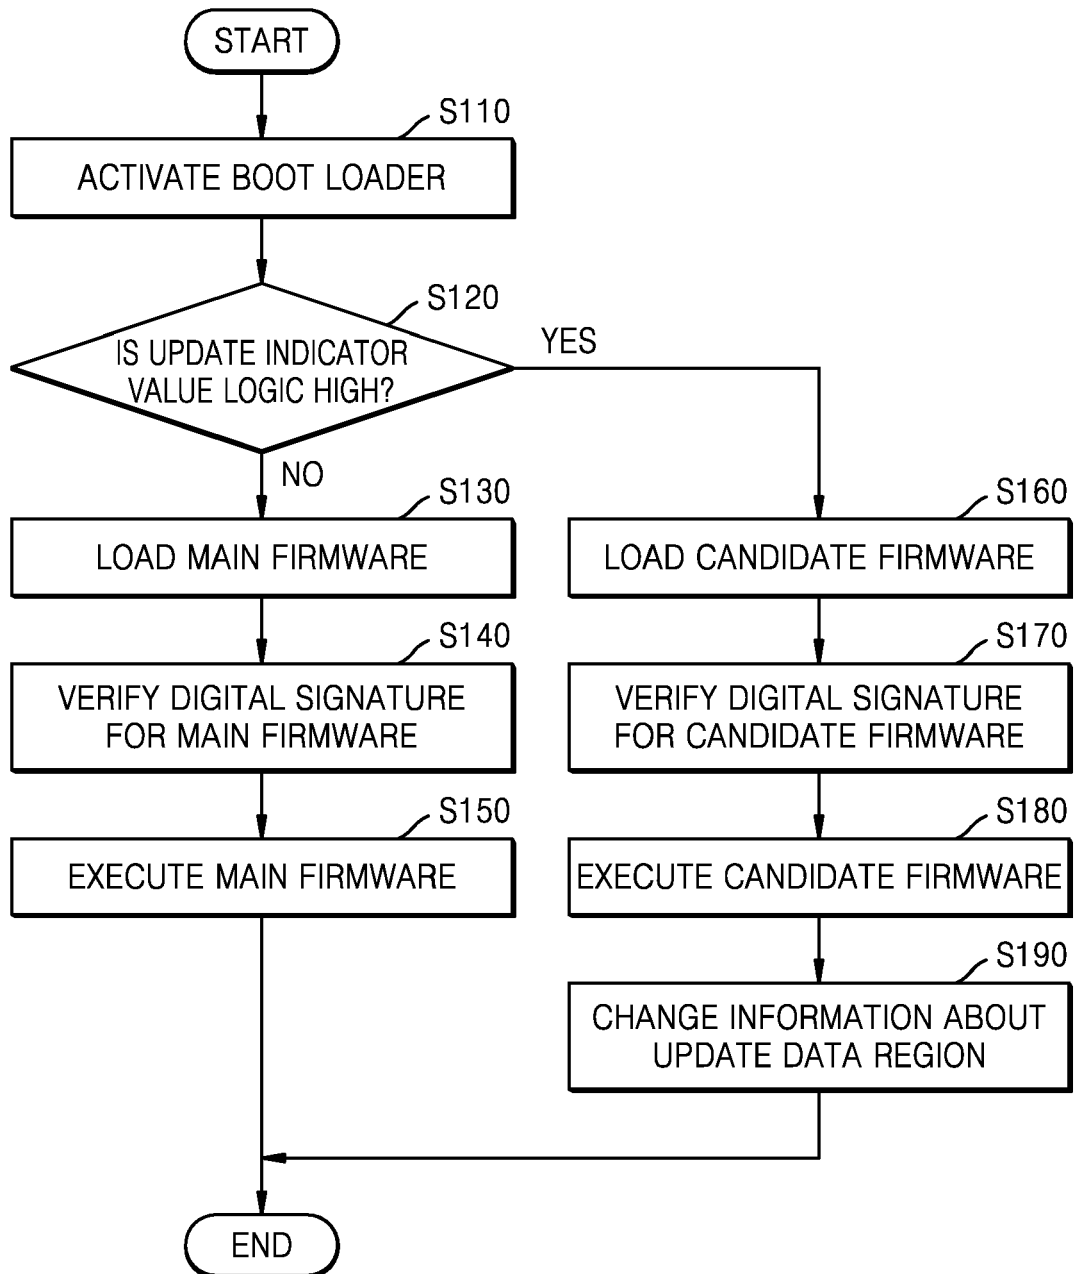 START
S110
ACTIVATE BOOT LOADER
S120
IS UPDATE INDICATOR
VALUE LOGIC HIGH?
YES
NO
S130
LOAD MAIN FIRMWARE
S140
VERIFY DIGITAL SIGNATURE
FOR MAIN FIRMWARE
S150
EXECUTE MAIN FIRMWARE
S160
LOAD CANDIDATE FIRMWARE
S170
VERIFY DIGITAL SIGNATURE
FOR CANDIDATE FIRMWARE
S180
EXECUTE CANDIDATE FIRMWARE
S190
CHANGE INFORMATION ABOUT
UPDATE DATA REGION
END